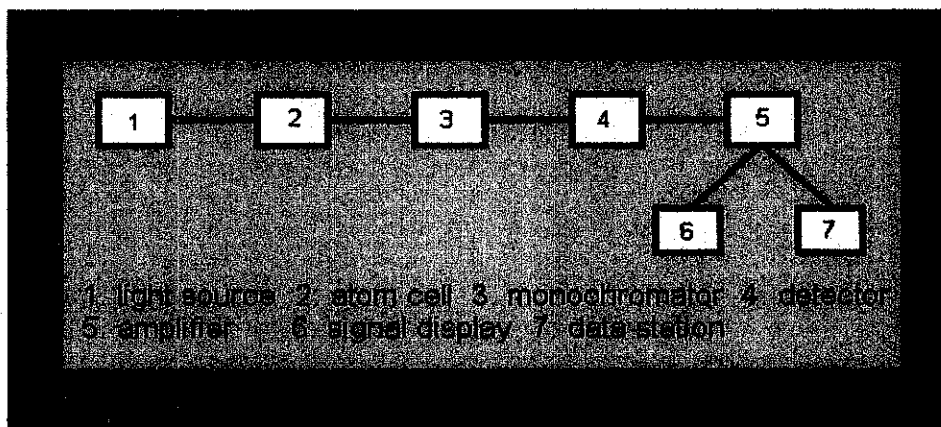 1 2 3 4 5
6 7
1. light source 2. atom cell 3. monochromator 4. detector
5. amplifier 6. signal display 7. data station